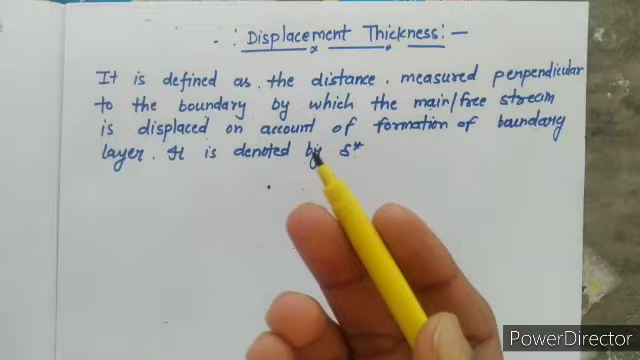 : Displacement Thickness: —
It is defined as the distance measured perpendicular
to the boundary by which the main/free stream
is displaced on account of formation of boundary
layer. It is denoted by δ*
PowerDirector